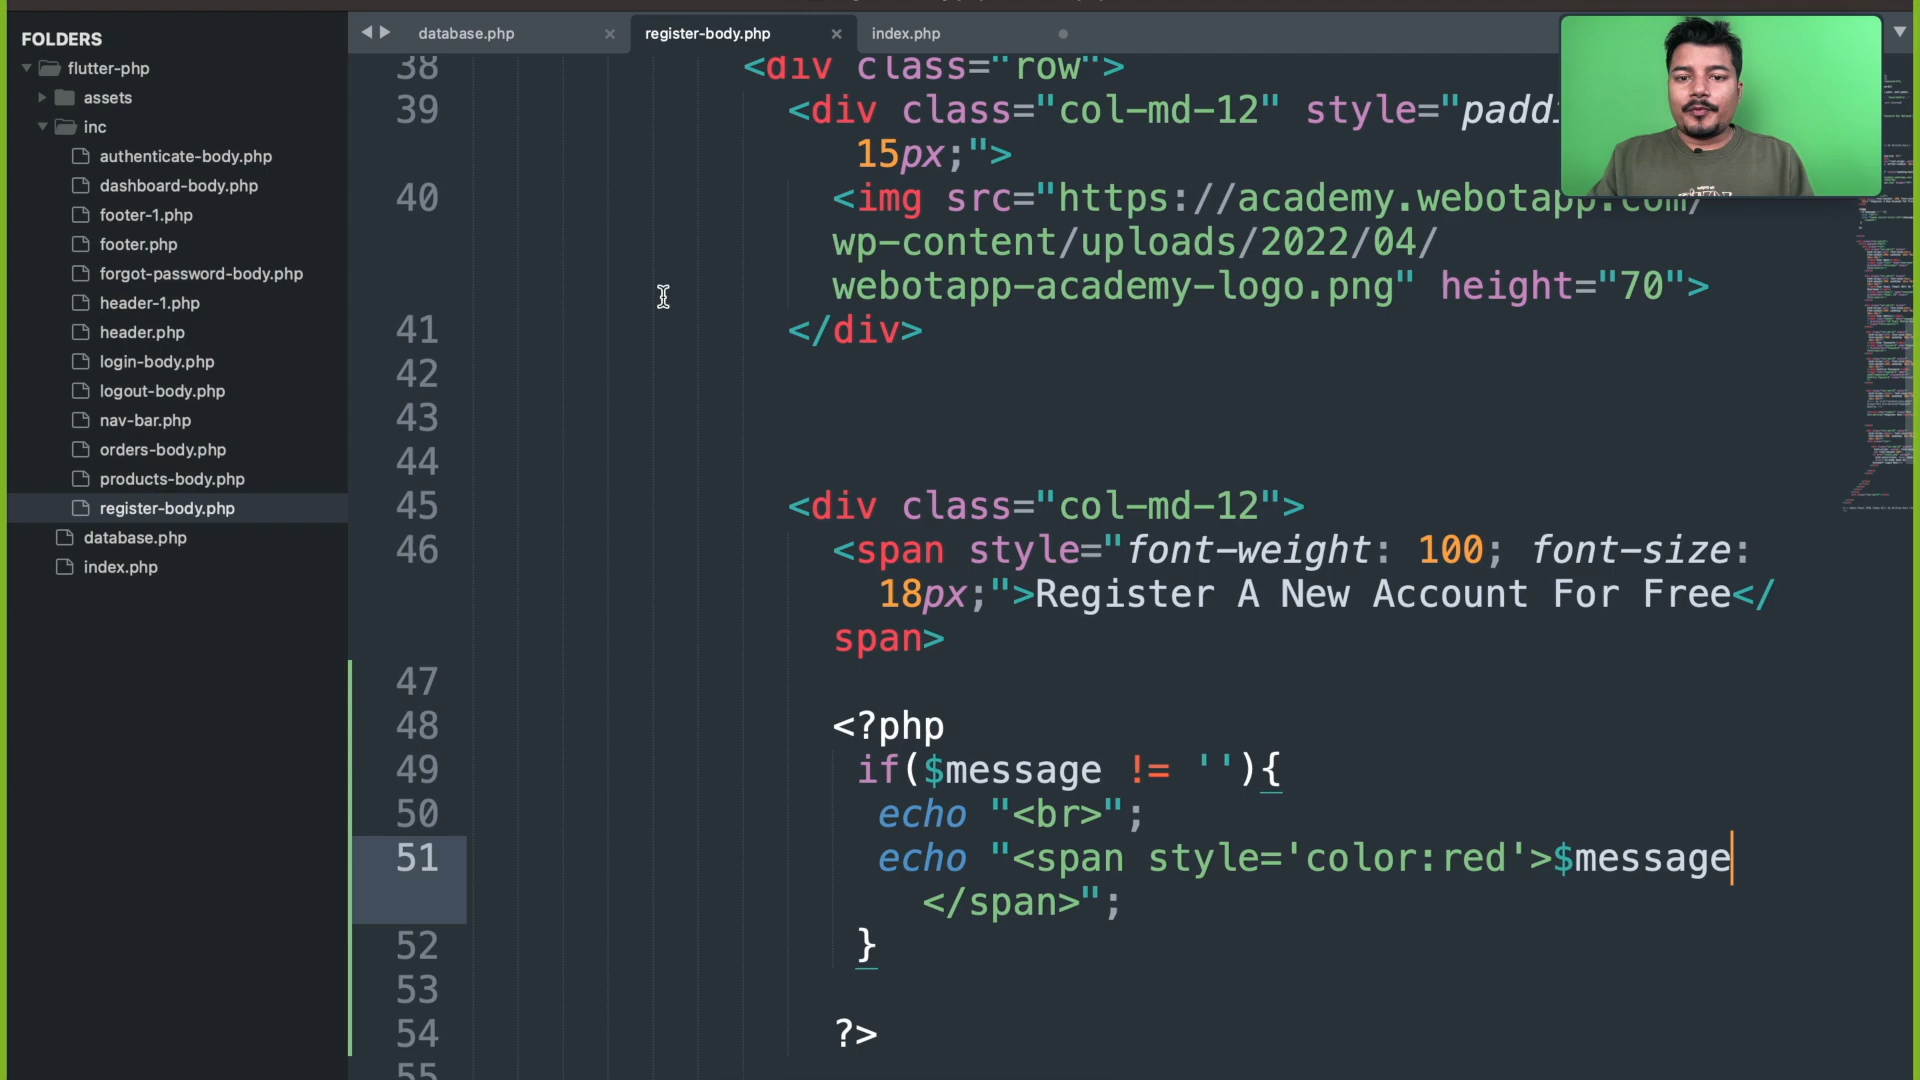 FOLDERS
flutter-php
assets
inc
authenticate-body.php
dashboard-body.php
footer-1.php
footer.php
forgot-password-body.php
header-1.php
header.php
login-body.php
logout-body.php
nav-bar.php
orders-body.php
products-body.php
register-body.php
database.php
index.php
database.php
register-body.php
index.php
38 <div class="row">
39 <div class="col-md-12" style="paddi
15px;">
40 <img src="https://academy.webotapp.com/
wp-content/uploads/2022/04/
webotapp-academy-logo.png" height="70">
41 </div>
42
43
44
45 <div class="col-md-12">
46 <span style="font-weight: 100; font-size:
18px;">Register A New Account For Free</
span>
47
48 <?php
49 if($message != ''){
50 echo "<br>";
51 echo "<span style='color:red'>$message
</span>";
52 }
53
54 ?>
55